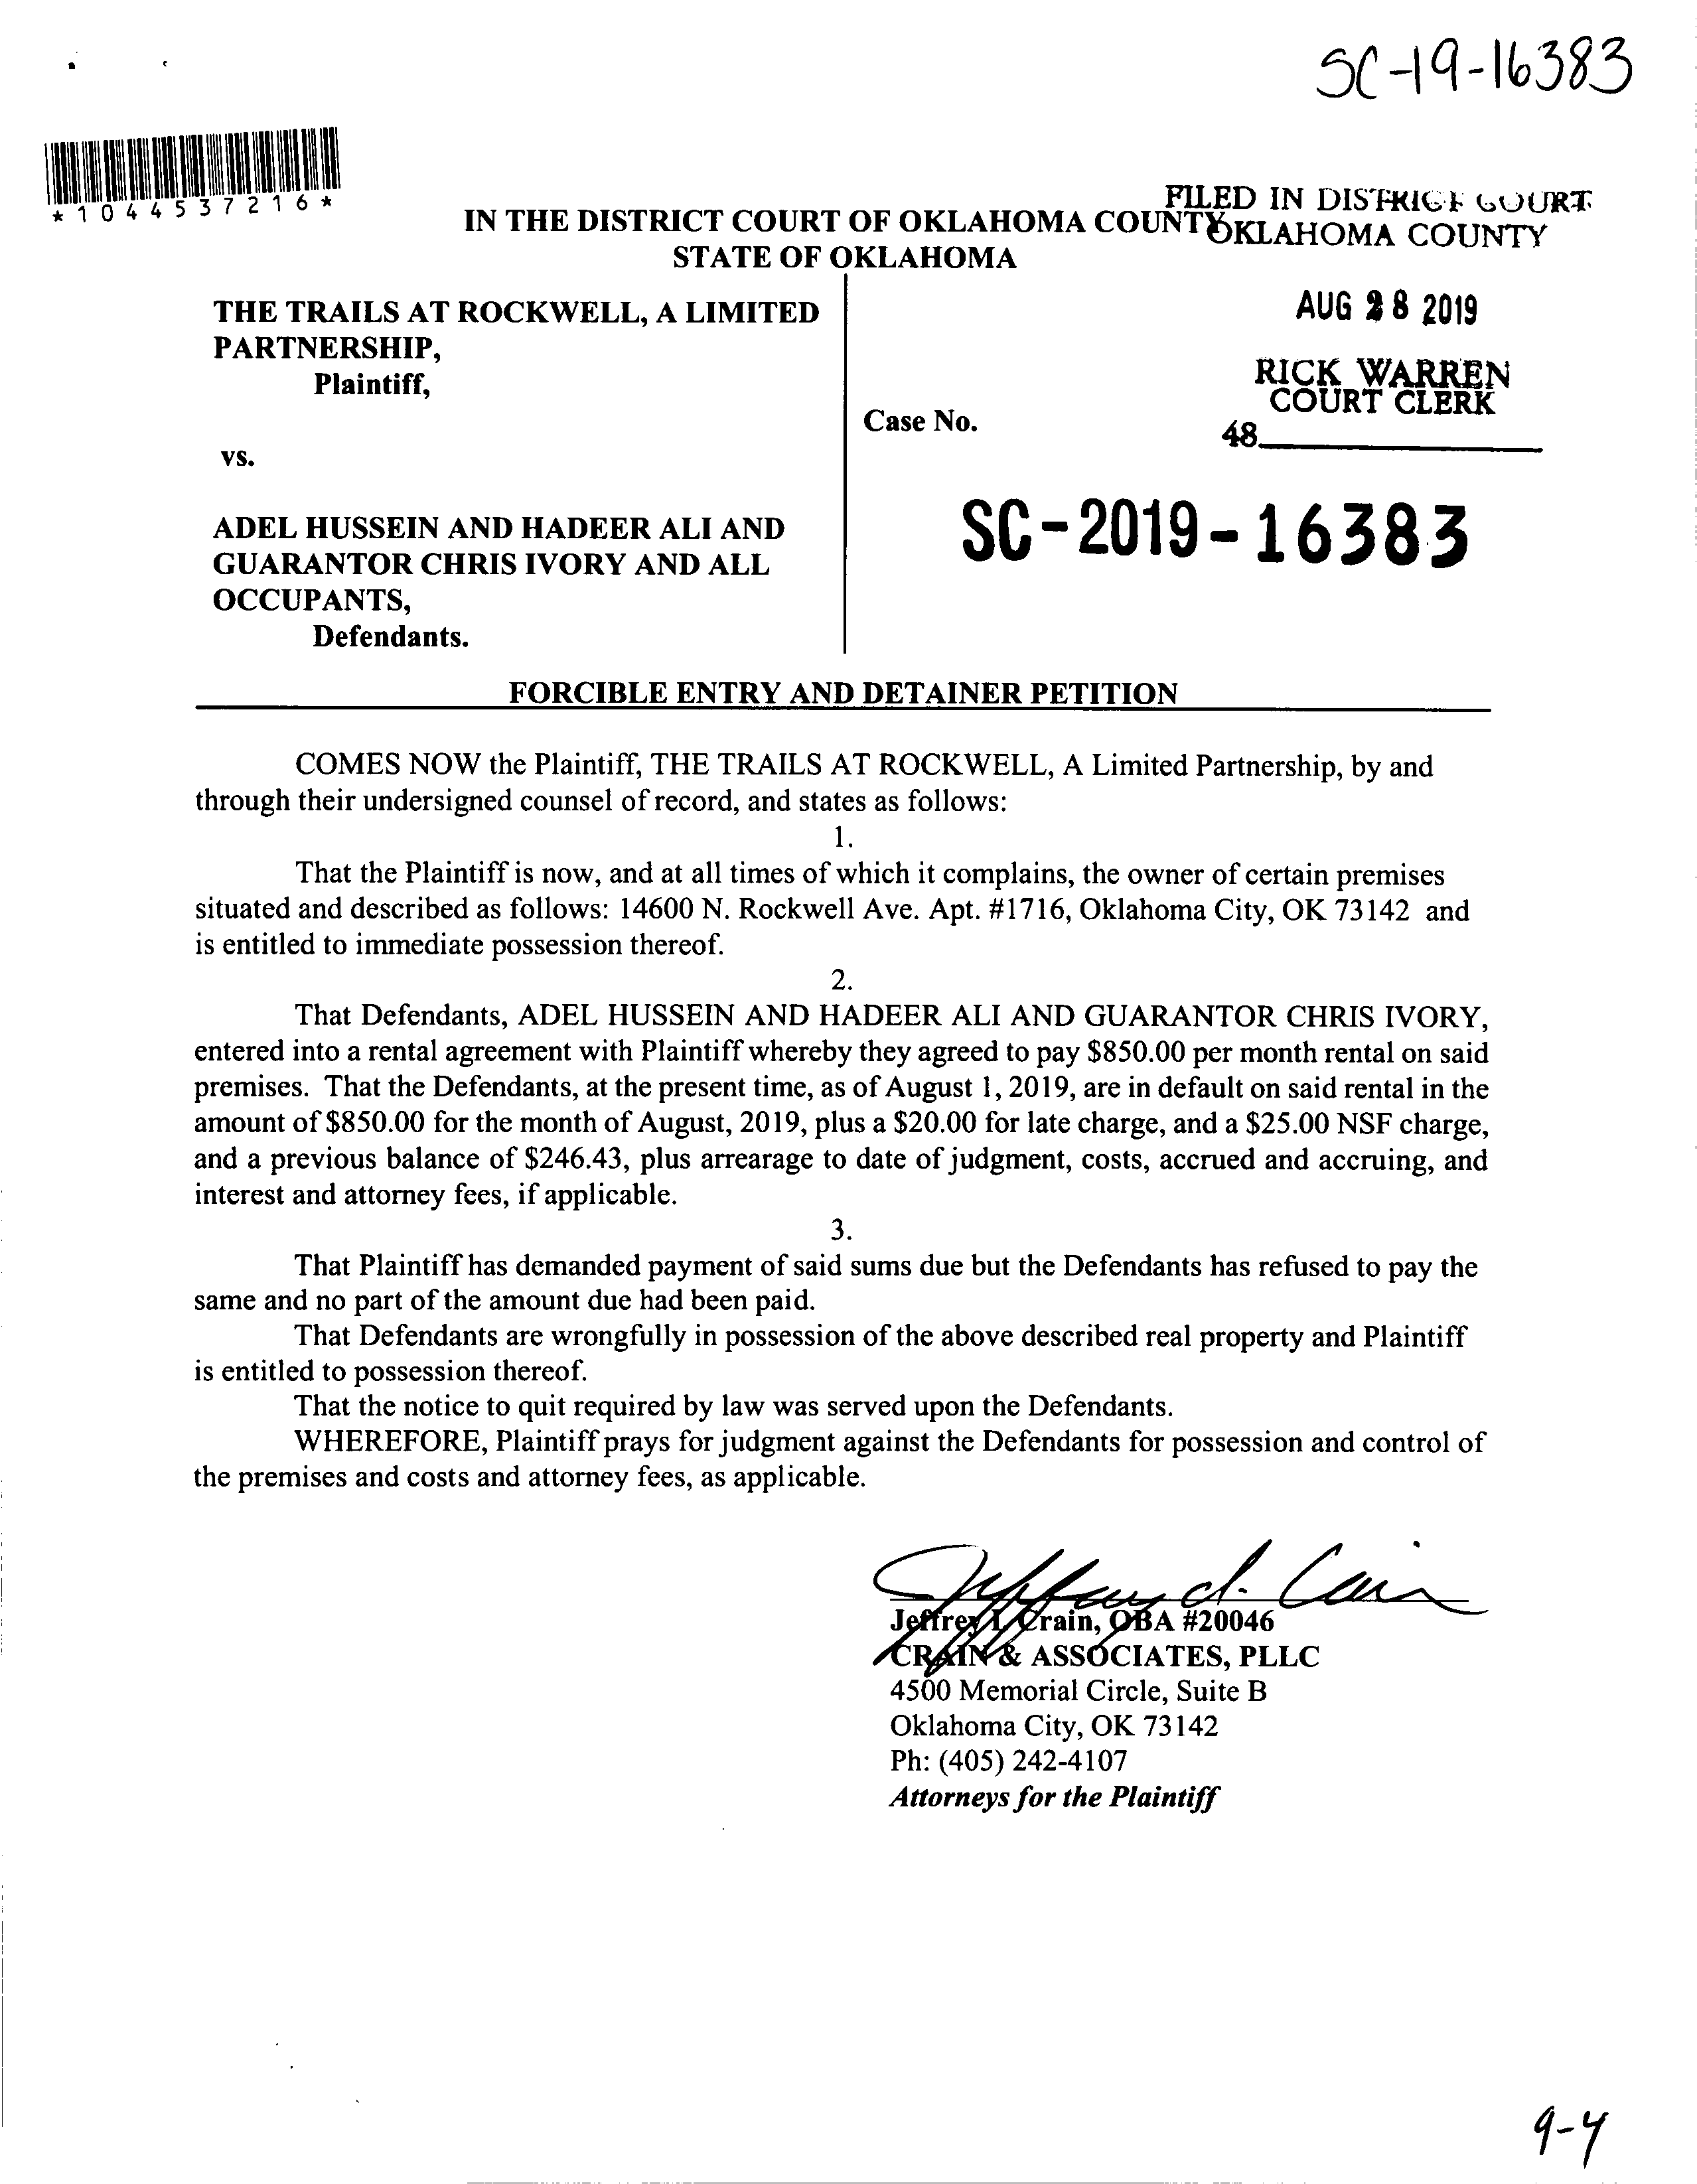 SC-19-16383
*1044537216*
FILED IN DISTRICT COURT
IN THE DISTRICT COURT OF OKLAHOMA COUNTY
OKLAHOMA COUNTY
STATE OF OKLAHOMA
THE TRAILS AT ROCKWELL, A LIMITED
PARTNERSHIP,
Plaintiff,
AUG 28 2019
RICK WARREN
COURT CLERK
Case No.
48
vs.
SC-2019-16383
ADEL HUSSEIN AND HADEER ALI AND
GUARANTOR CHRIS IVORY AND ALL
OCCUPANTS,
Defendants.
FORCIBLE ENTRY AND DETAINER PETITION
COMES NOW the Plaintiff, THE TRAILS AT ROCKWELL, A Limited Partnership, by and
through their undersigned counsel of record, and states as follows:
1.
That the Plaintiff is now, and at all times of which it complains, the owner of certain premises
situated and described as follows: 14600 N. Rockwell Ave. Apt. #1716, Oklahoma City, OK 73142 and
is entitled to immediate possession thereof.
2.
That Defendants, ADEL HUSSEIN AND HADEER ALI AND GUARANTOR CHRIS IVORY,
entered into a rental agreement with Plaintiff whereby they agreed to pay $850.00 per month rental on said
premises. That the Defendants, at the present time, as of August 1, 2019, are in default on said rental in the
amount of $850.00 for the month of August, 2019, plus a $20.00 for late charge, and a $25.00 NSF charge,
and a previous balance of $246.43, plus arrearage to date of judgment, costs, accrued and accruing, and
interest and attorney fees, if applicable.
3.
That Plaintiff has demanded payment of said sums due but the Defendants has refused to pay the
same and no part of the amount due had been paid.
That Defendants are wrongfully in possession of the above described real property and Plaintiff
is entitled to possession thereof.
That the notice to quit required by law was served upon the Defendants.
WHEREFORE, Plaintiff prays for judgment against the Defendants for possession and control of
the premises and costs and attorney fees, as applicable.
Jeffrey L Crain, OBA #20046
CRAIN & ASSOCIATES, PLLC
4500 Memorial Circle, Suite B
Oklahoma City, OK 73142
Ph: (405) 242-4107
Attorneys for the Plaintiff
9-4